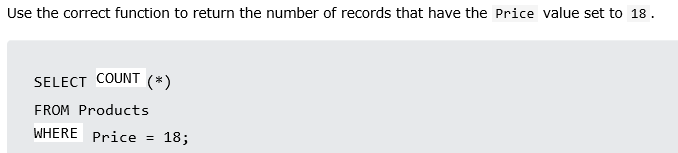 Use the correct function to return the number of records that have the Price value set to 18.
SELECT COUNT (*)
FROM Products
WHERE Price = 18;